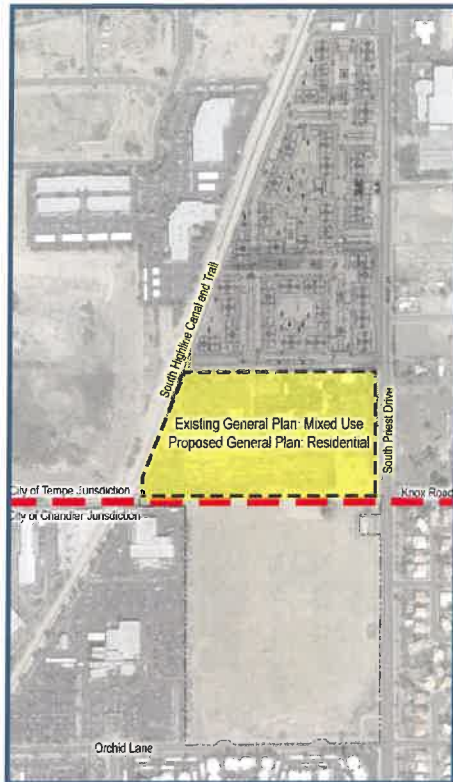 South Highline Canal and Trail
Existing General Plan: Mixed Use
Proposed General Plan: Residential
South Priest Drive
City of Tempe Jurisdiction
Knox Road
City of Chandler Jurisdiction
Orchid Lane